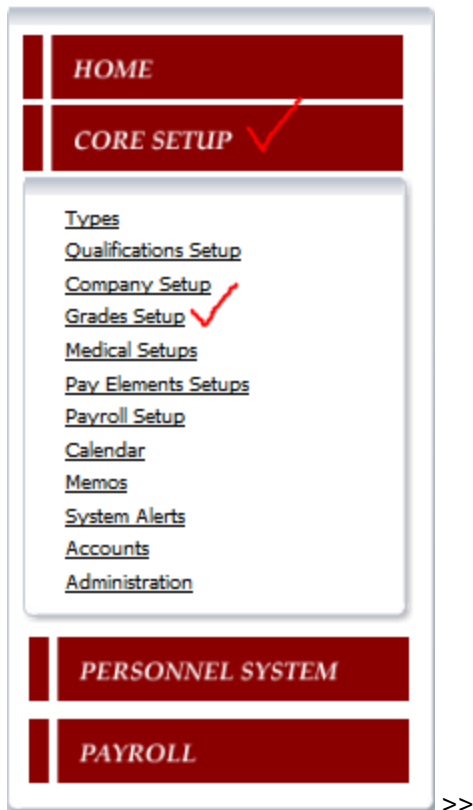 HOME
CORE SETUP
Types
Qualifications Setup
Company Setup
Grades Setup
Medical Setups
Pay Elements Setups
Payroll Setup
Calendar
Memos
System Alerts
Accounts
Administration
PERSONNEL SYSTEM
PAYROLL
>>